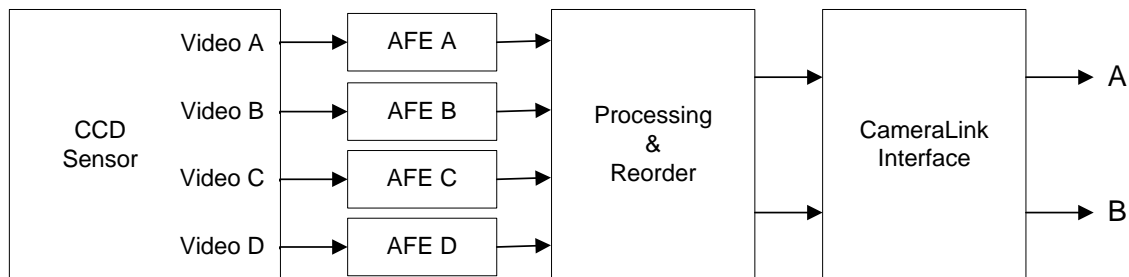 CCD
Sensor
Video A
Video B
Video C
Video D
AFE A
AFE B
AFE C
AFE D
Processing
&
Reorder
CameraLink
Interface
A
B